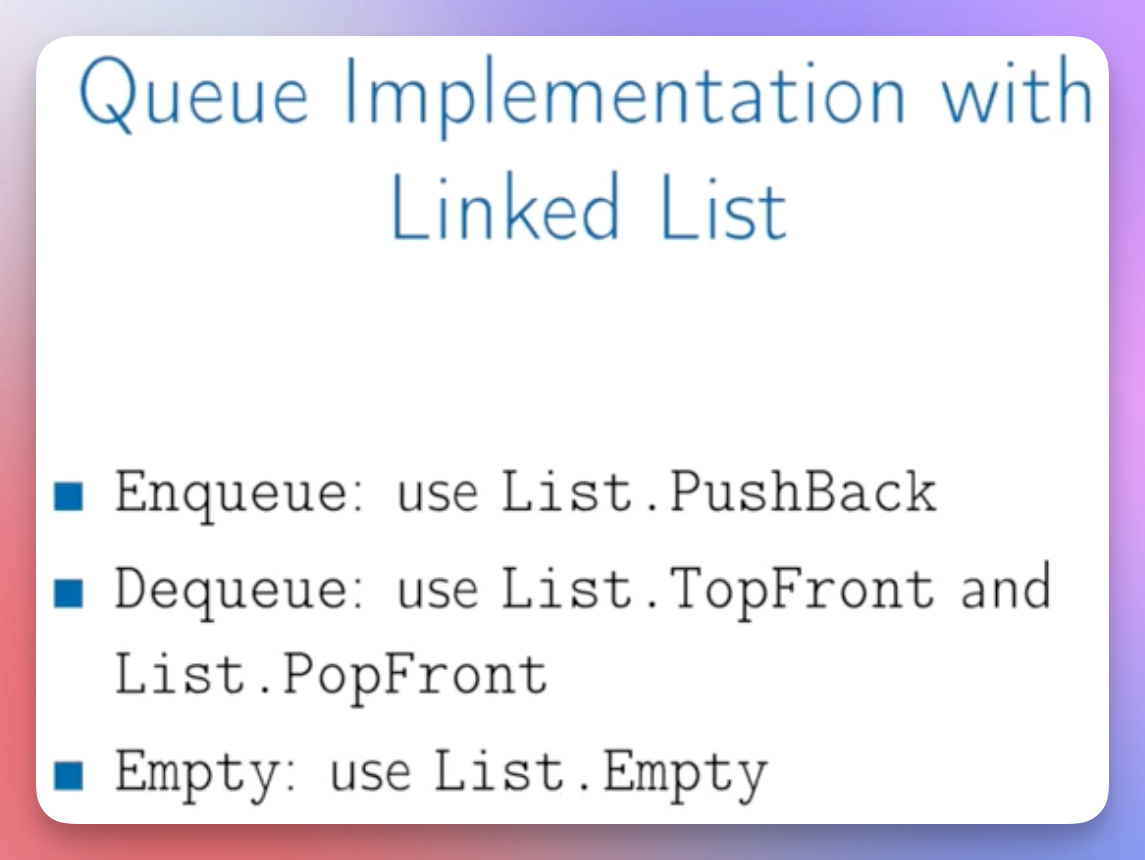 Queue Implementation with
Linked List
Enqueue: use List.PushBack
Dequeue: use List.TopFront and
List.PopFront
Empty: use List.Empty